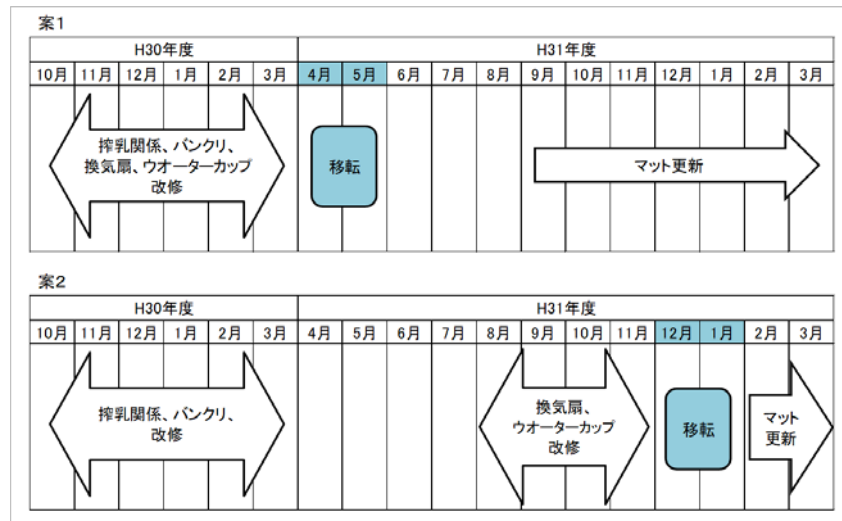 案1
H30年度 H31年度
10月 11月 12月 1月 2月 3月 4月 5月 6月 7月 8月 9月 10月 11月 12月 1月 2月 3月
搾乳関係、バンクリ、
換気扇、ウオーターカップ
改修
移転
マット更新
案2
H30年度 H31年度
10月 11月 12月 1月 2月 3月 4月 5月 6月 7月 8月 9月 10月 11月 12月 1月 2月 3月
搾乳関係、バンクリ、
改修
換気扇、
ウオーターカップ
改修
移転
マット
更新